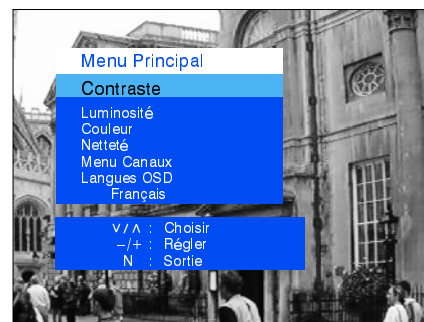 Menu Principal
Contraste
Luminosité
Couleur
Netteté
Menu Canaux
Langues OSD
Français
∨/∧ : Choisir
−/+ : Régler
N : Sortie